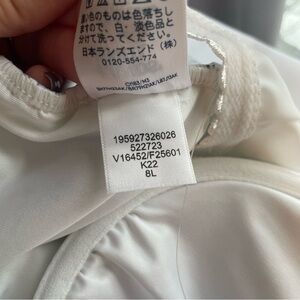 濃い色のものは色落ちし
ますので 白・淡色品と
分けて洗ってください。
日本ランズエンド（株）
0120-554-774
195927326026
522723
V16452/F25601
K22
8L